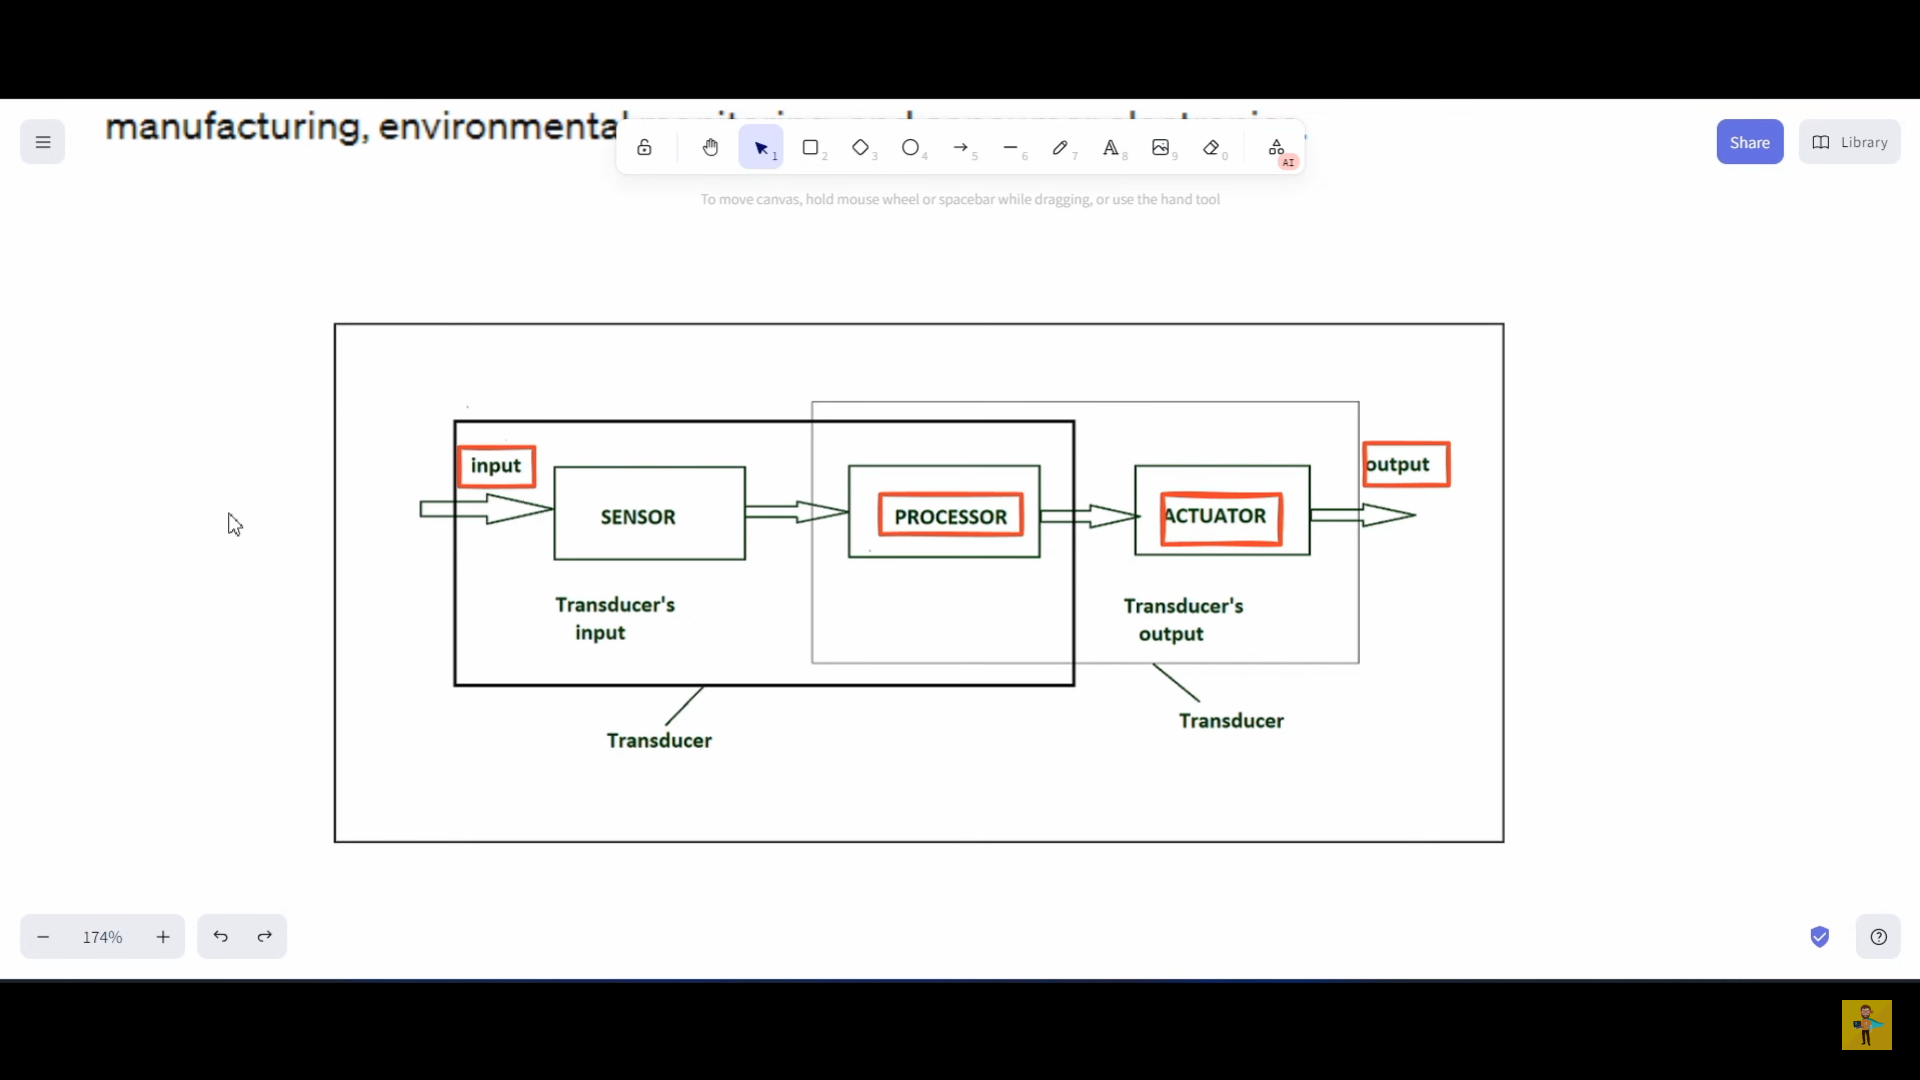 manufacturing, environmental
1
2
3
4
5
6
7
8
9
0
AI
Share
Library
To move canvas, hold mouse wheel or spacebar while dragging, or use the hand tool
input
output
SENSOR
PROCESSOR
ACTUATOR
Transducer's
input
Transducer's
output
Transducer
Transducer
174%